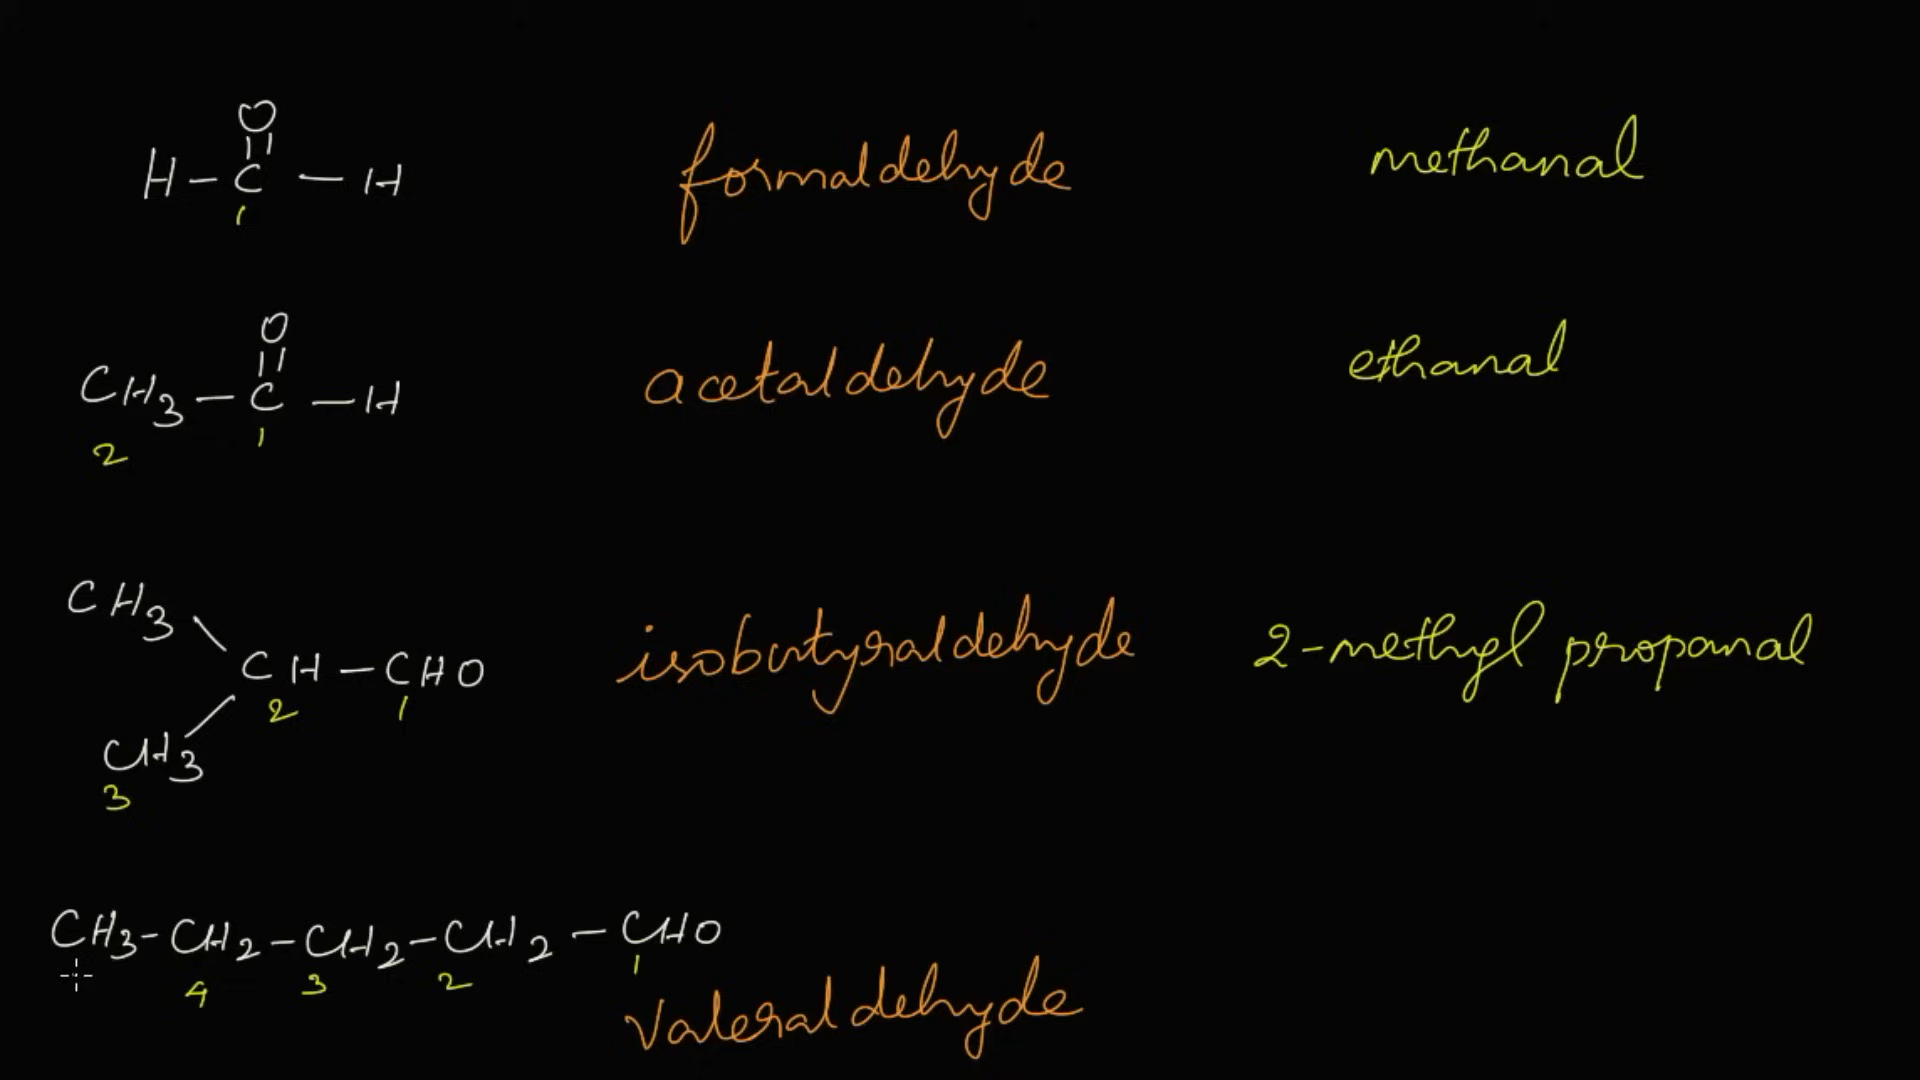 O
H-C-H formaldehyde methanal
1
O
CH3-C-H acetaldehyde ethanal
2 1
CH3
CH-CHO isobutyraldehyde 2-methyl propanal
2 1
CH3
3
CH3-CH2-CH2-CH2-CHO
4 3 2 1
Valeraldehyde